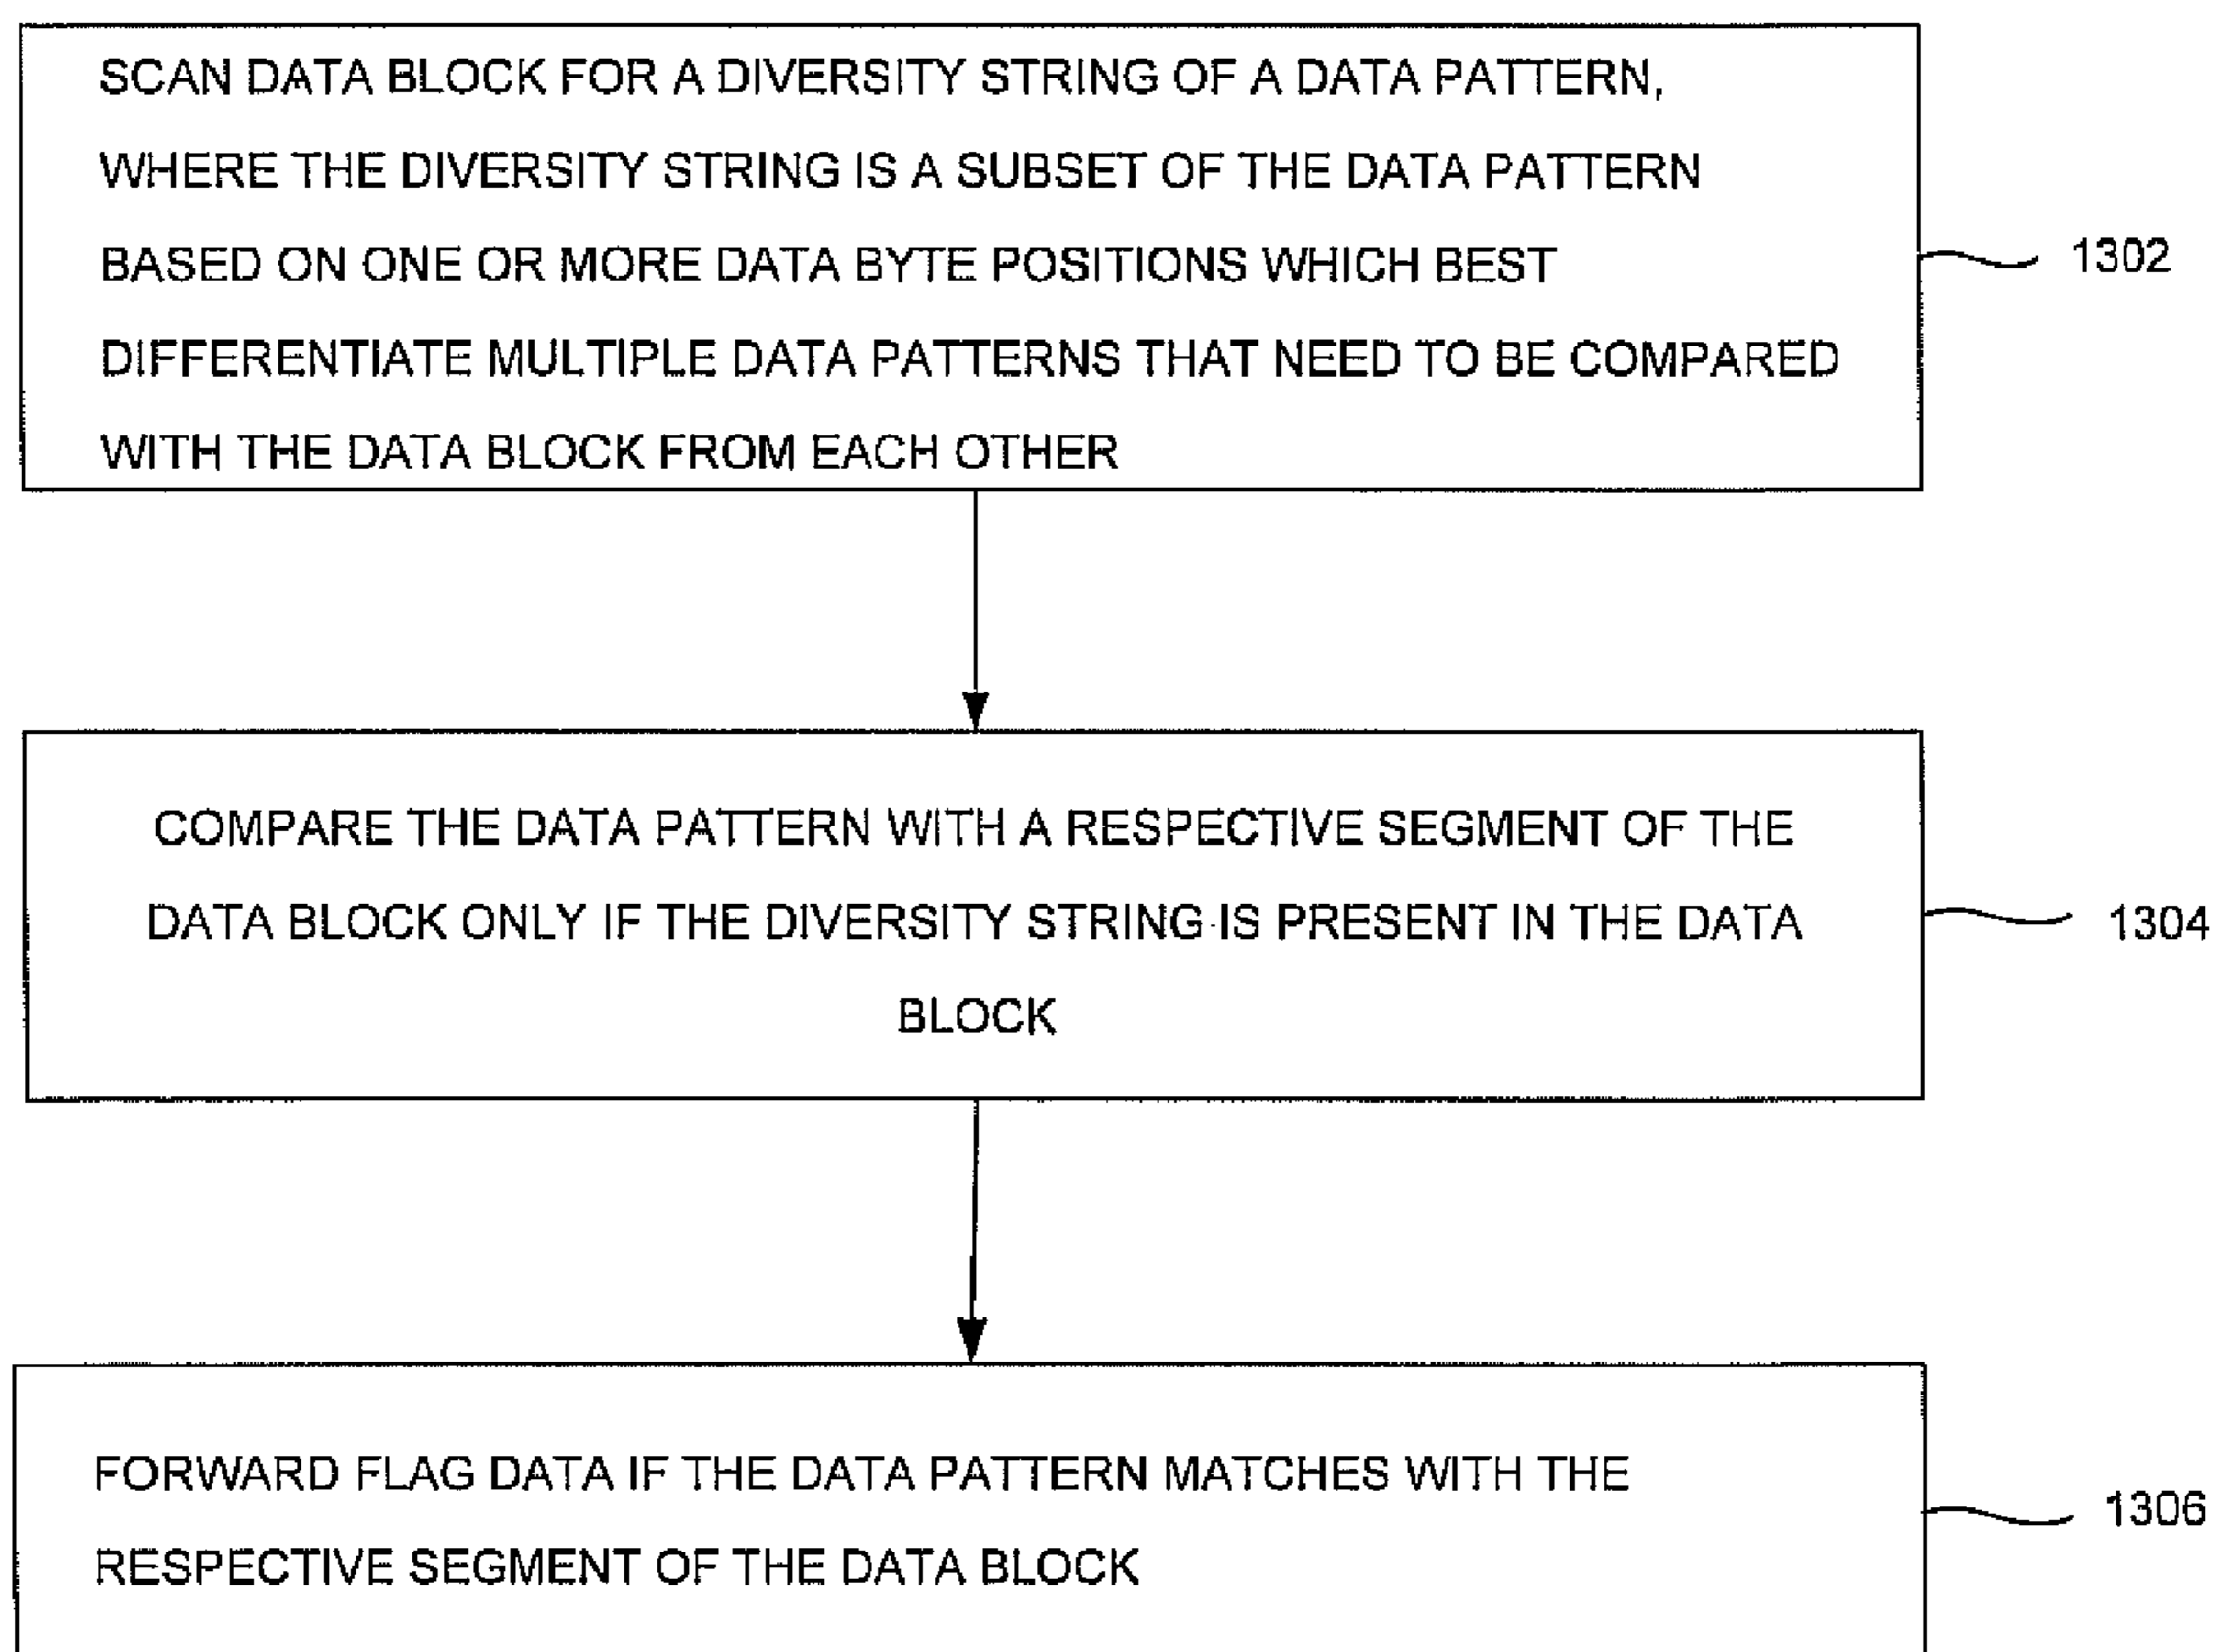 SCAN DATA BLOCK FOR A DIVERSITY STRING OF A DATA PATTERN,
WHERE THE DIVERSITY STRING IS A SUBSET OF THE DATA PATTERN
BASED ON ONE OR MORE DATA BYTE POSITIONS WHICH BEST
DIFFERENTIATE MULTIPLE DATA PATTERNS THAT NEED TO BE COMPARED
WITH THE DATA BLOCK FROM EACH OTHER
1302
COMPARE THE DATA PATTERN WITH A RESPECTIVE SEGMENT OF THE
DATA BLOCK ONLY IF THE DIVERSITY STRING IS PRESENT IN THE DATA
BLOCK
1304
FORWARD FLAG DATA IF THE DATA PATTERN MATCHES WITH THE
RESPECTIVE SEGMENT OF THE DATA BLOCK
1306